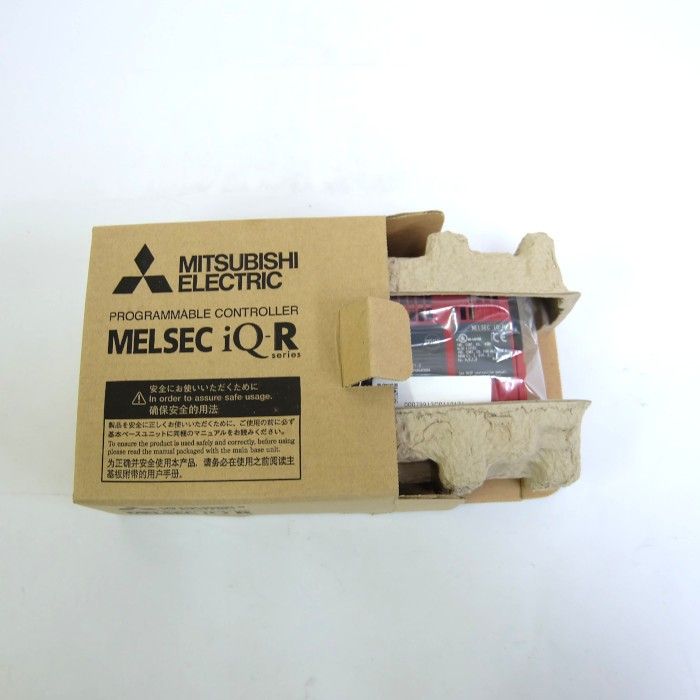 MITSUBISHI
ELECTRIC
PROGRAMMABLE CONTROLLER
MELSEC iQ-R
series
安全にお使いいただくために
In order to assure safe usage.
确保安全的用法
製品を安全に正しくお使いいただくために、ご使用の前に必ず
基本ベースユニットに同梱のマニュアルをお読みください。
To ensure the product is used safely and correctly, before using
please read the manual packaged with the main base unit.
为正确并安全使用本产品，请务必在使用之前阅读主
基板附带的用户手册.
MELSEC iQ-R
MELSEC iQ-R